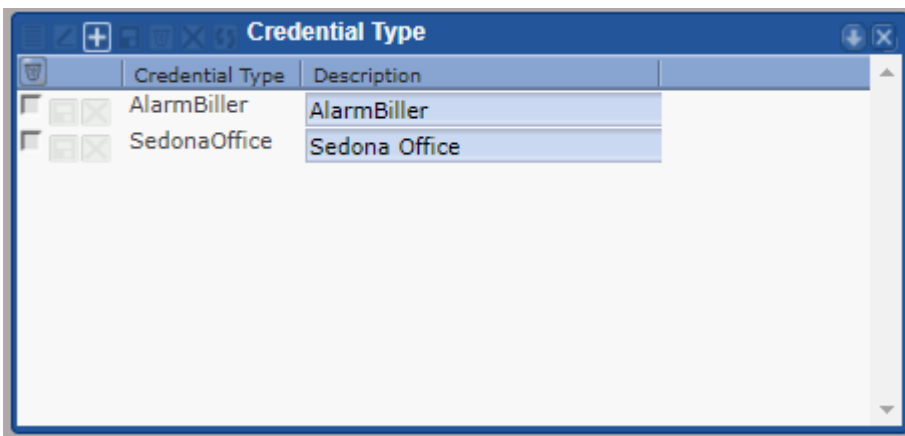 Credential Type
Credential Type Description
AlarmBiller AlarmBiller
SedonaOffice Sedona Office